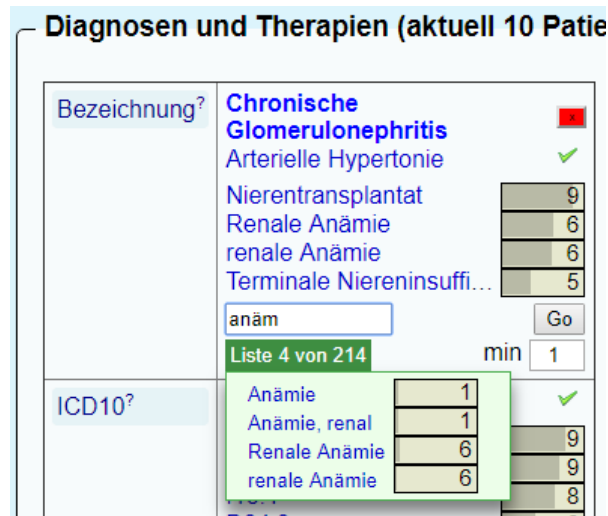 Diagnosen und Therapien (aktuell 10 Patie
Bezeichnung?
Chronische
Glomerulonephritis
x
Arterielle Hypertonie
Nierentransplantat 9
Renale Anämie 6
renale Anämie 6
Terminale Niereninsuffi... 5
anäm Go
Liste 4 von 214 min 1
ICD10?
Anämie 1
Anämie, renal 1
Renale Anämie 6
renale Anämie 6
9
9
8